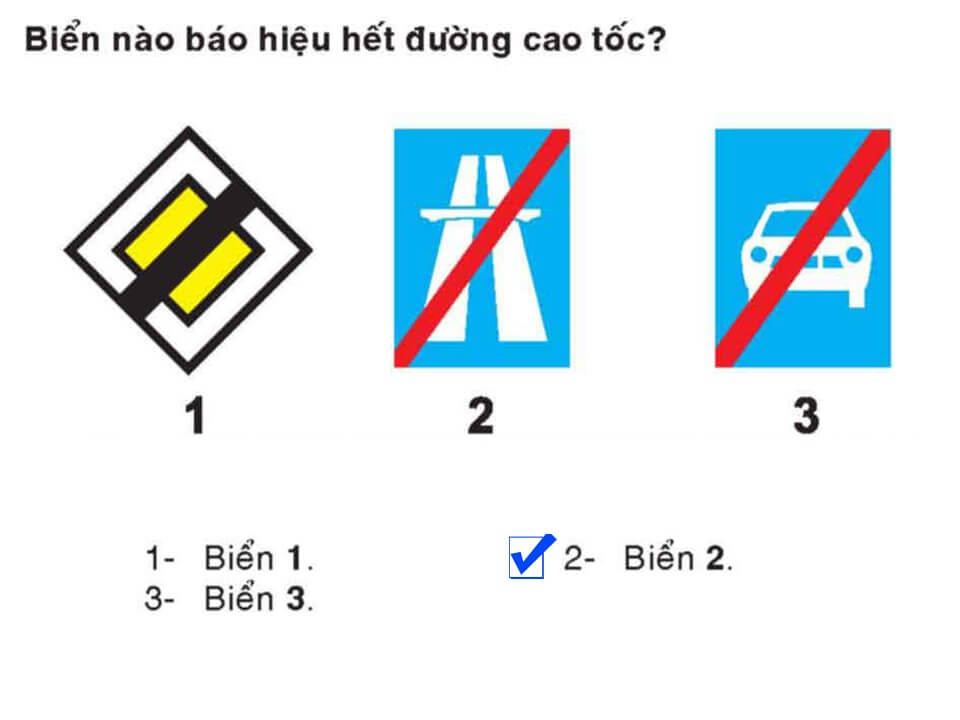 Biển nào báo hiệu hết đường cao tốc?
1 2 3
1- Biển 1. 2- Biển 2.
3- Biển 3.